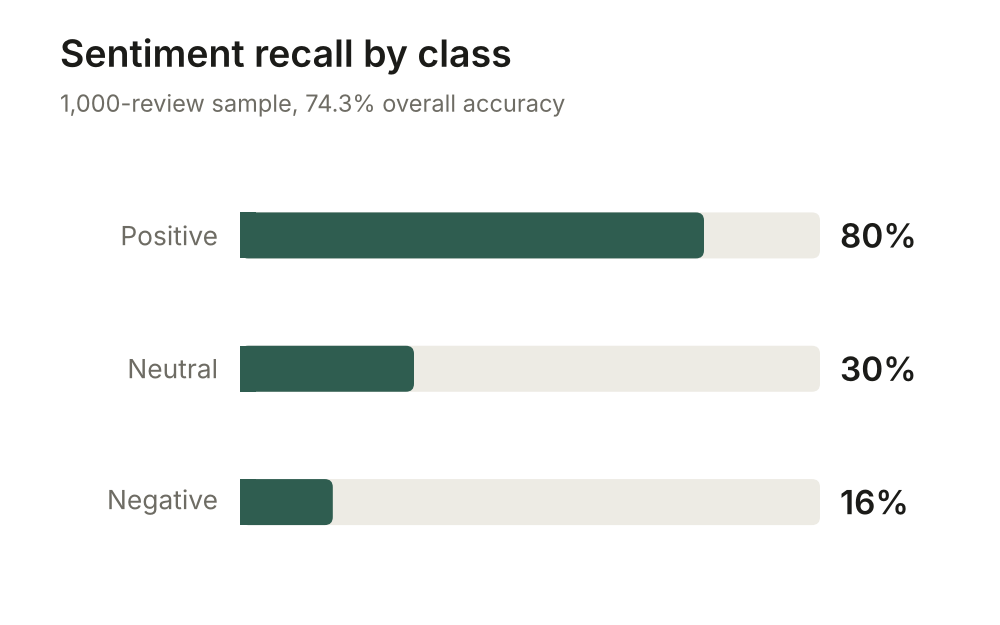 Sentiment recall by class
1,000-review sample, 74.3% overall accuracy
Positive 80%
Neutral 30%
Negative 16%